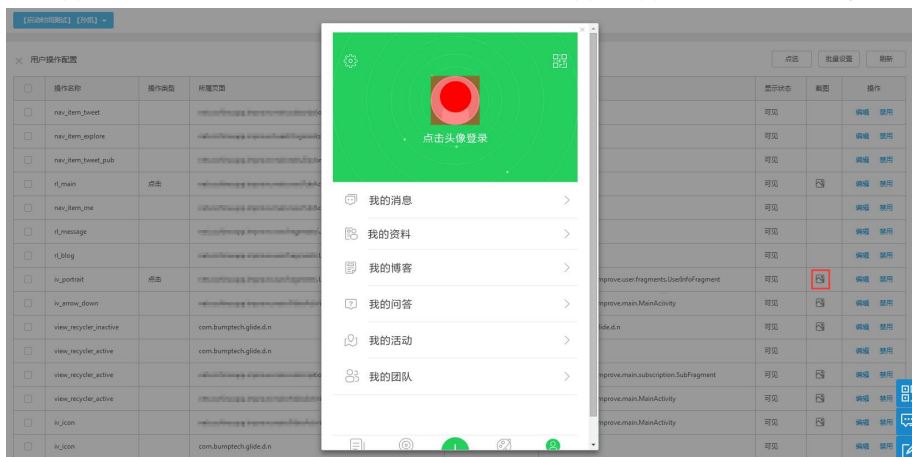 【启动时间测试】【孙凯】
用户操作配置
点选 批量设置 刷新
操作名称 操作类型 所属页面 显示状态 截图 操作
nav_item_tweet 可见 编辑 禁用
nav_item_explore 可见 编辑 禁用
nav_item_tweet_pub 可见 编辑 禁用
rl_main 点击 可见 编辑 禁用
nav_item_me 可见 编辑 禁用
rl_message 可见 编辑 禁用
rl_blog 可见 编辑 禁用
iv_portrait 点击 mprove.user.fragments.UserInfoFragment 可见 编辑 禁用
iv_arrow_down mprove.main.MainActivity 可见 编辑 禁用
view_recycler_inactive com.bumptech.glide.d.n lide.d.n 可见 编辑 禁用
view_recycler_active com.bumptech.glide.d.n 可见 编辑 禁用
view_recycler_active mprove.main.subscription.SubFragment 可见 编辑 禁用
view_recycler_active mprove.main.MainActivity 可见 编辑 禁用
iv_icon mprove.main.MainActivity 可见 编辑 禁用
iv_icon com.bumptech.glide.d.n 可见 编辑 禁用
点击头像登录
我的消息
我的资料
我的博客
我的问答
我的活动
我的团队